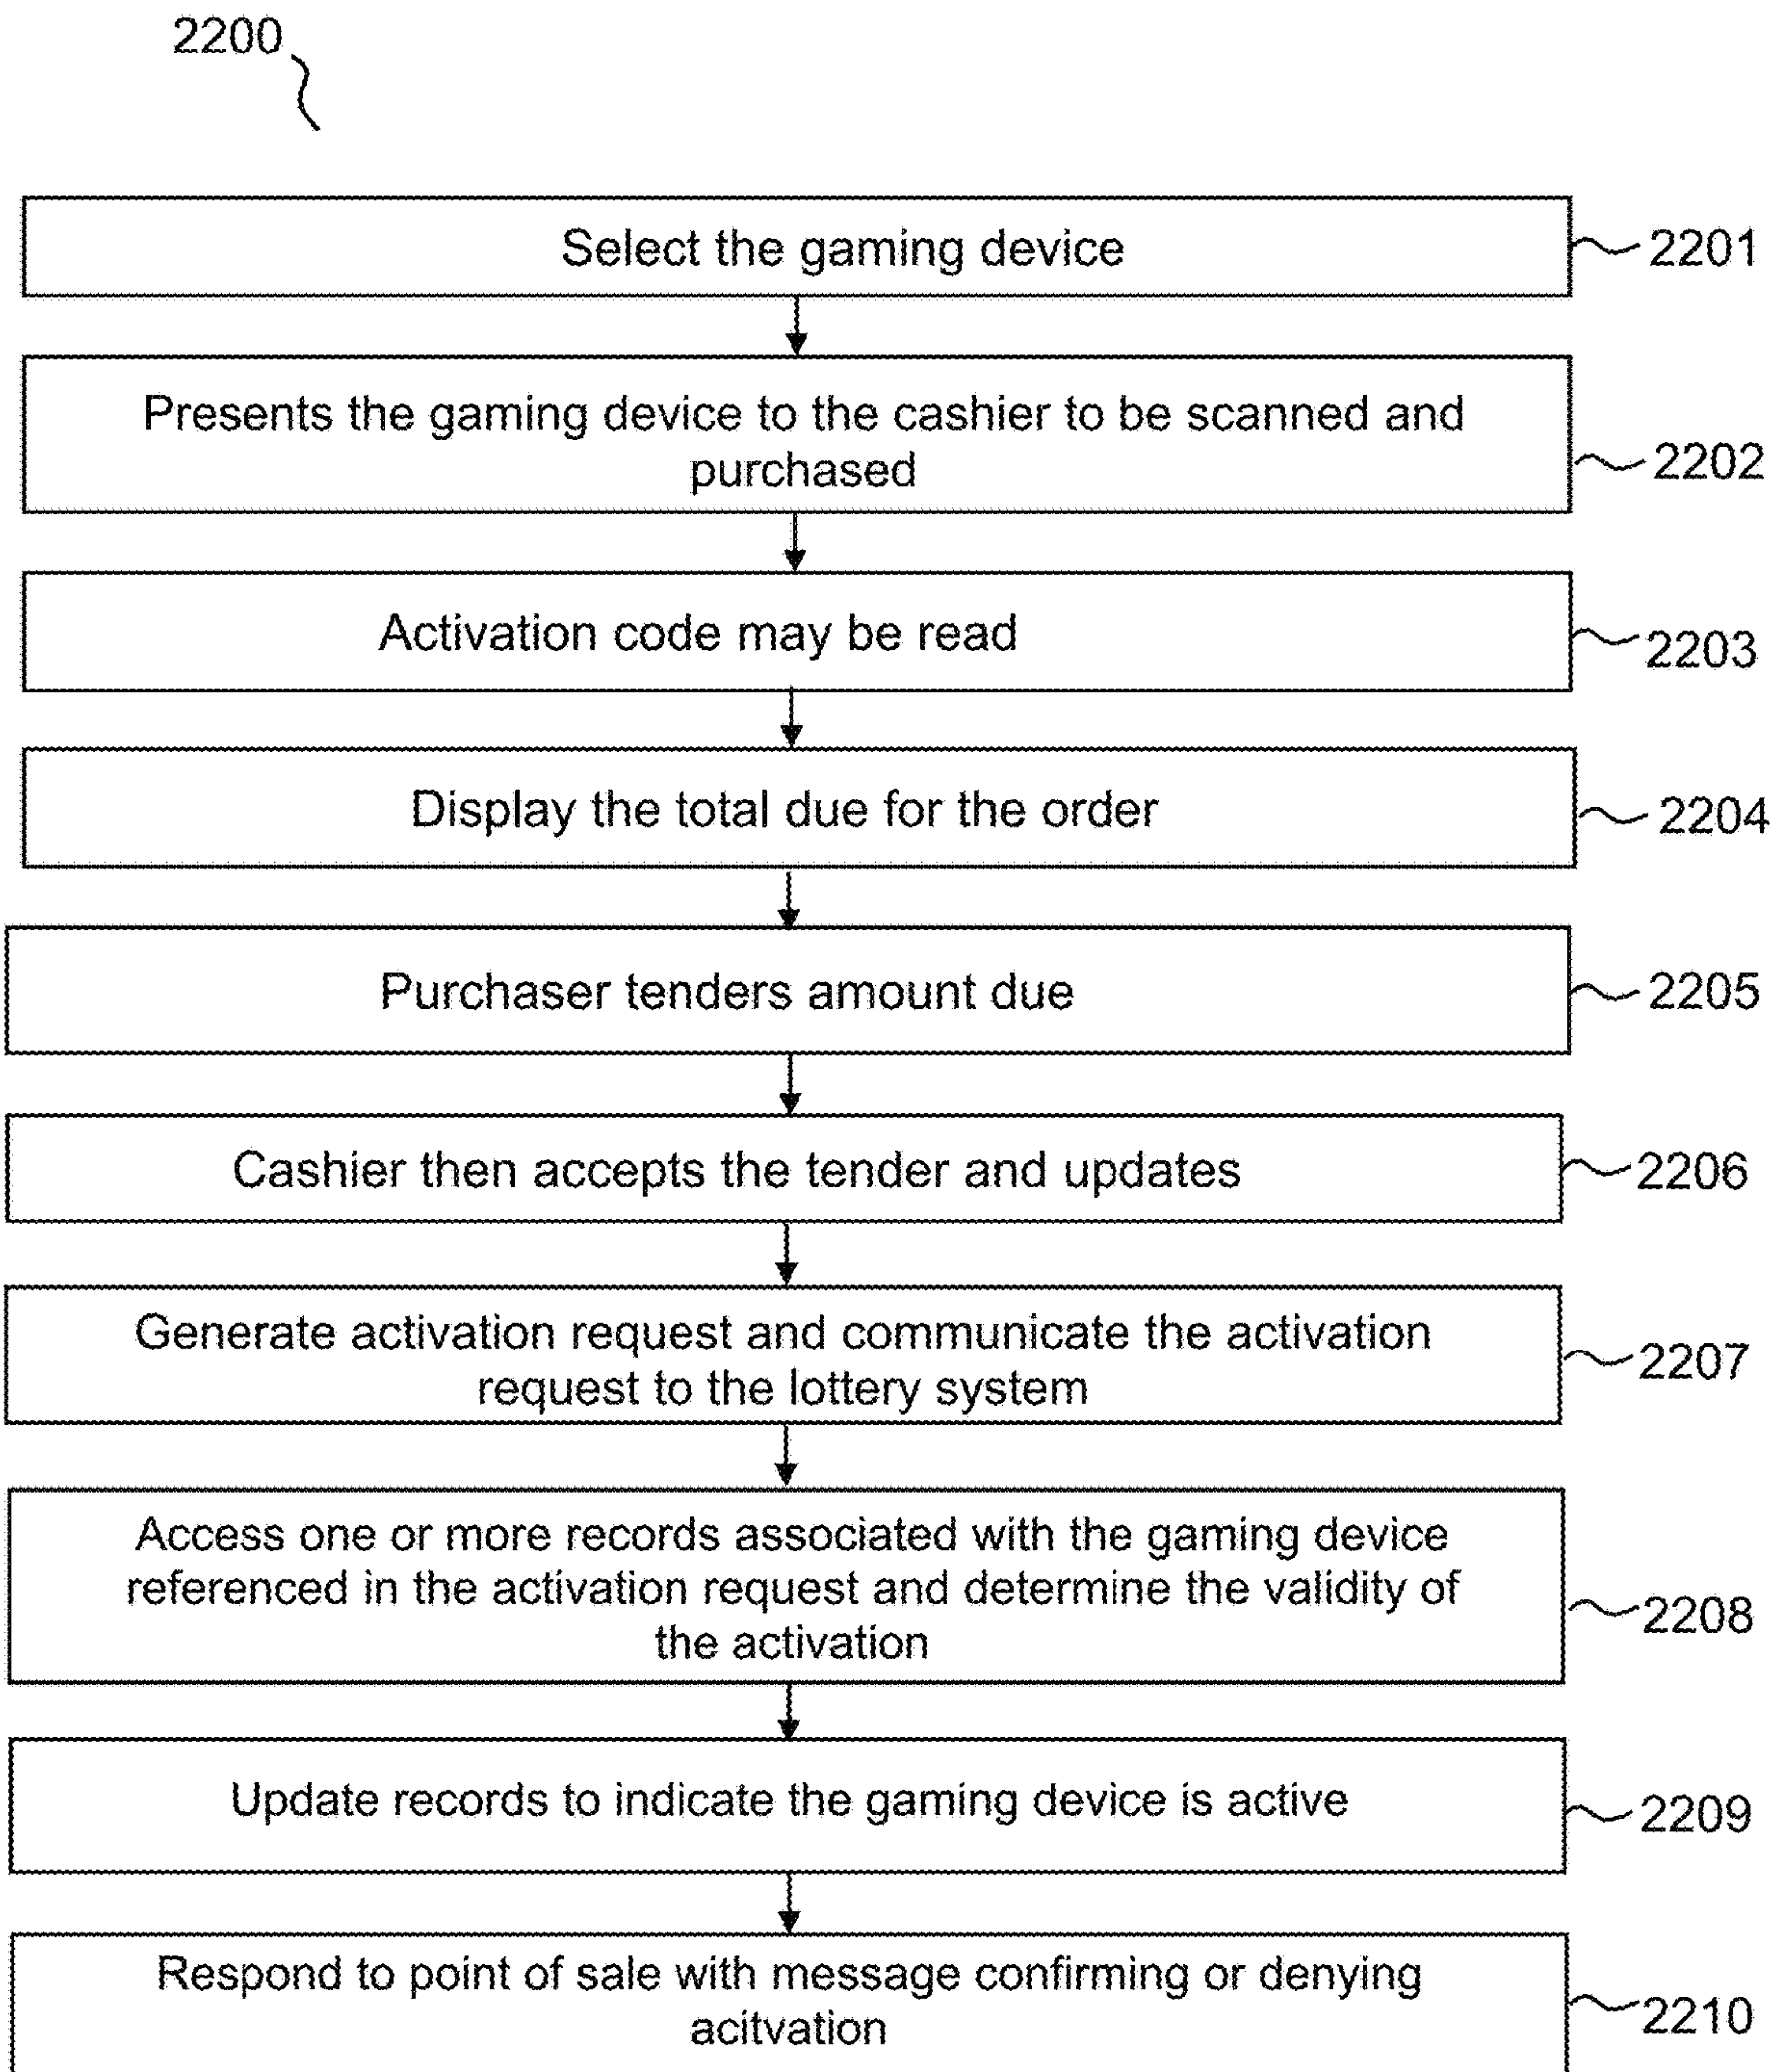 2200
Select the gaming device
2201
Presents the gaming device to the cashier to be scanned and
purchased
2202
Activation code may be read
2203
Display the total due for the order
2204
Purchaser tenders amount due
2205
Cashier then accepts the tender and updates
2206
Generate activation request and communicate the activation
request to the lottery system
2207
Access one or more records associated with the gaming device
referenced in the activation request and determine the validity of
the activation
2208
Update records to indicate the gaming device is active
2209
Respond to point of sale with message confirming or denying
acitvation
2210